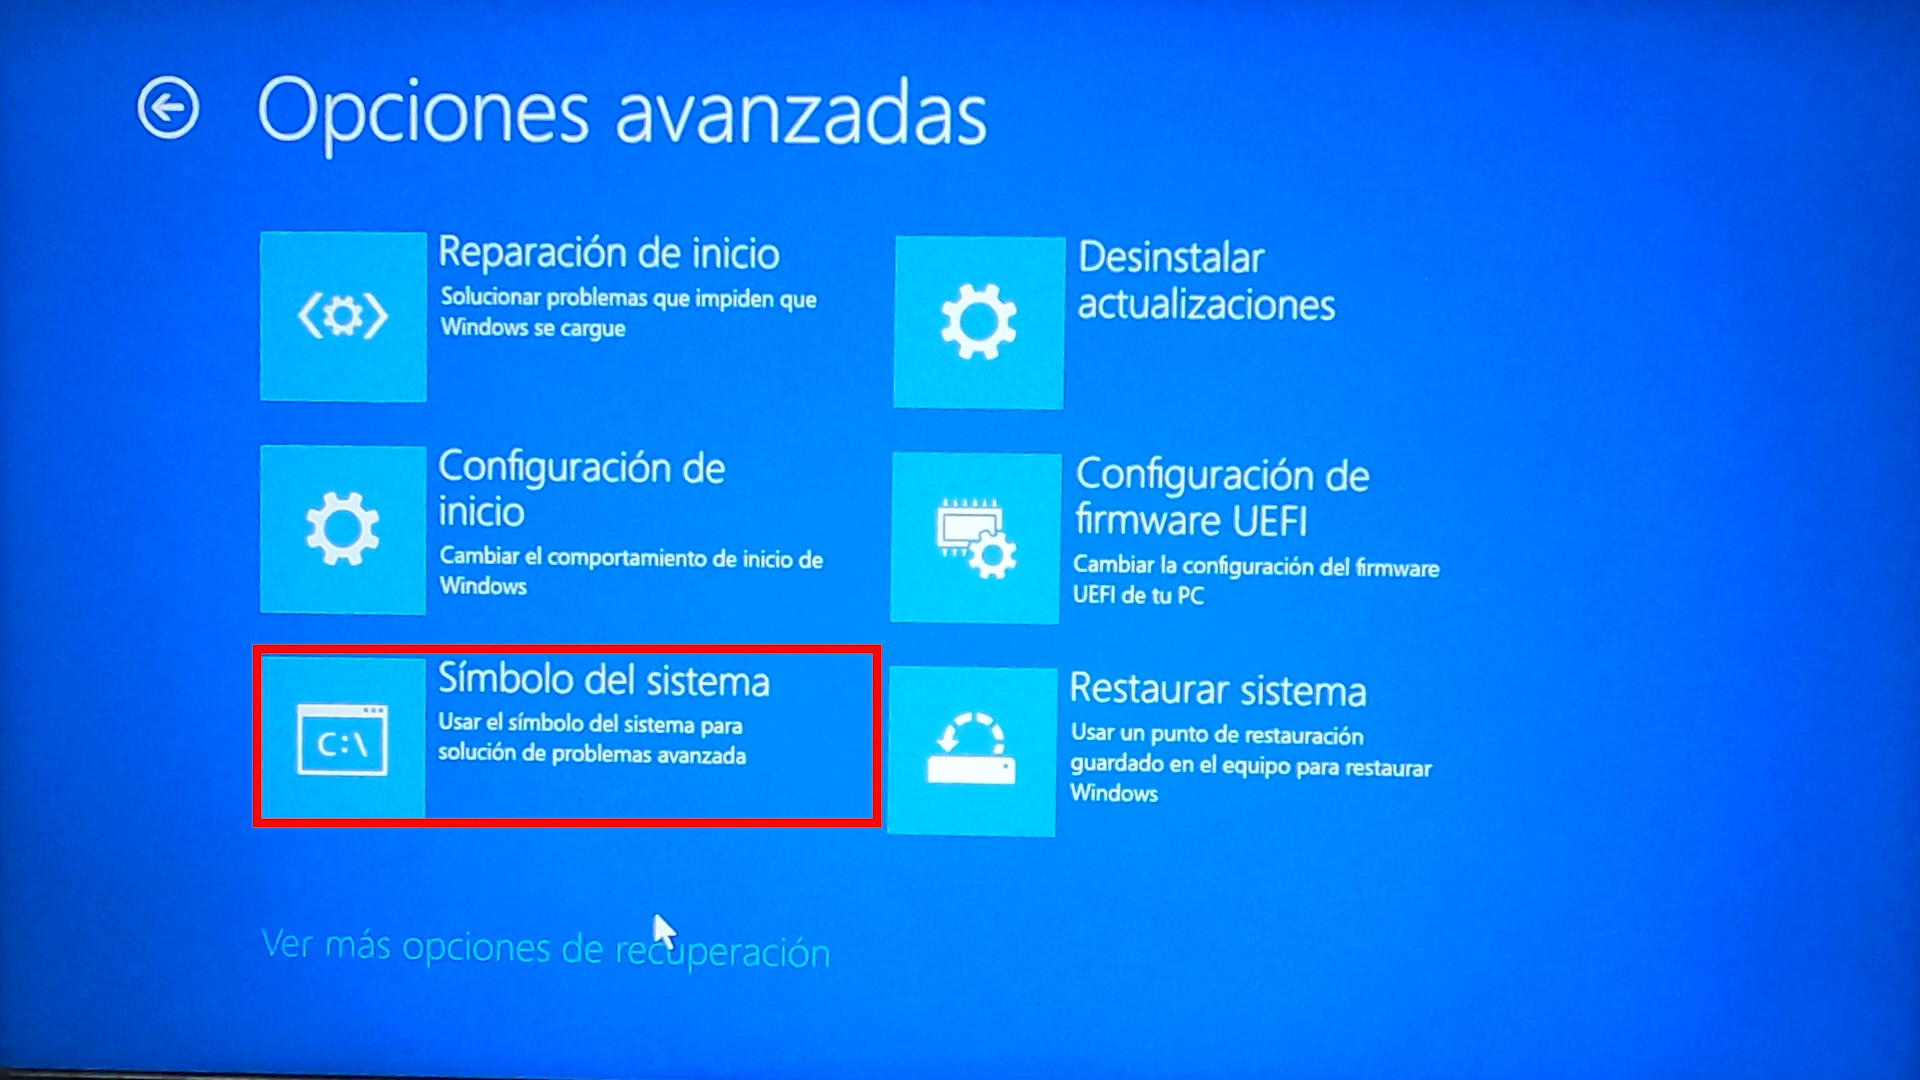 Opciones avanzadas
Reparación de inicio
Solucionar problemas que impiden que
Windows se cargue
Desinstalar
actualizaciones
Configuración de
inicio
Cambiar el comportamiento de inicio de
Windows
Configuración de
firmware UEFI
Cambiar la configuración del firmware
UEFI de tu PC
C:\
Símbolo del sistema
Usar el símbolo del sistema para
solución de problemas avanzada
Restaurar sistema
Usar un punto de restauración
guardado en el equipo para restaurar
Windows
Ver más opciones de recuperación